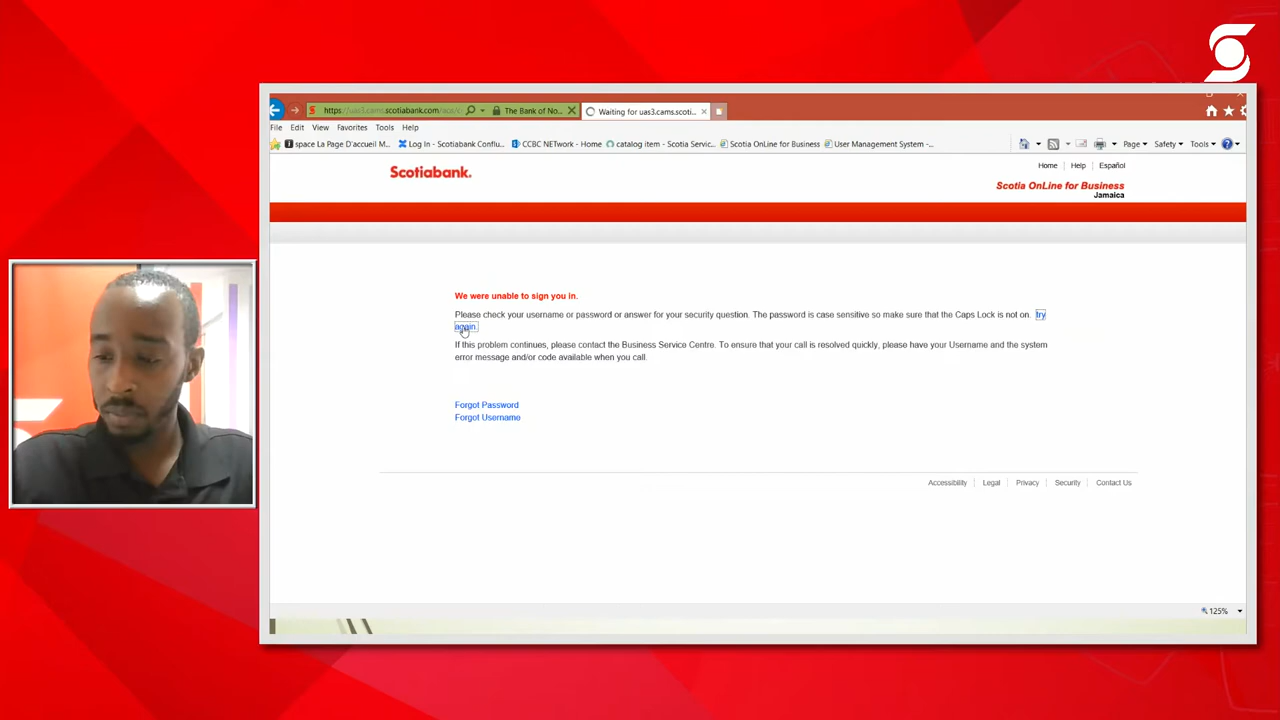 https://uas3.cams.scotiabank.com The Bank of No... Waiting for uas3.cams.scoti...
File Edit View Favorites Tools Help
space La Page D'accueil M... Log In - Scotiabank Conflu... CCBC NETwork - Home catalog item - Scotia Servic... Scotia OnLine for Business User Management System -... Page Safety Tools
Home Help Español
Scotiabank.
Scotia OnLine for Business
Jamaica
We were unable to sign you in.
Please check your username or password or answer for your security question. The password is case sensitive so make sure that the Caps Lock is not on. try
again.
If this problem continues, please contact the Business Service Centre. To ensure that your call is resolved quickly, please have your Username and the system
error message and/or code available when you call.
Forgot Password
Forgot Username
Accessibility Legal Privacy Security Contact Us
125%